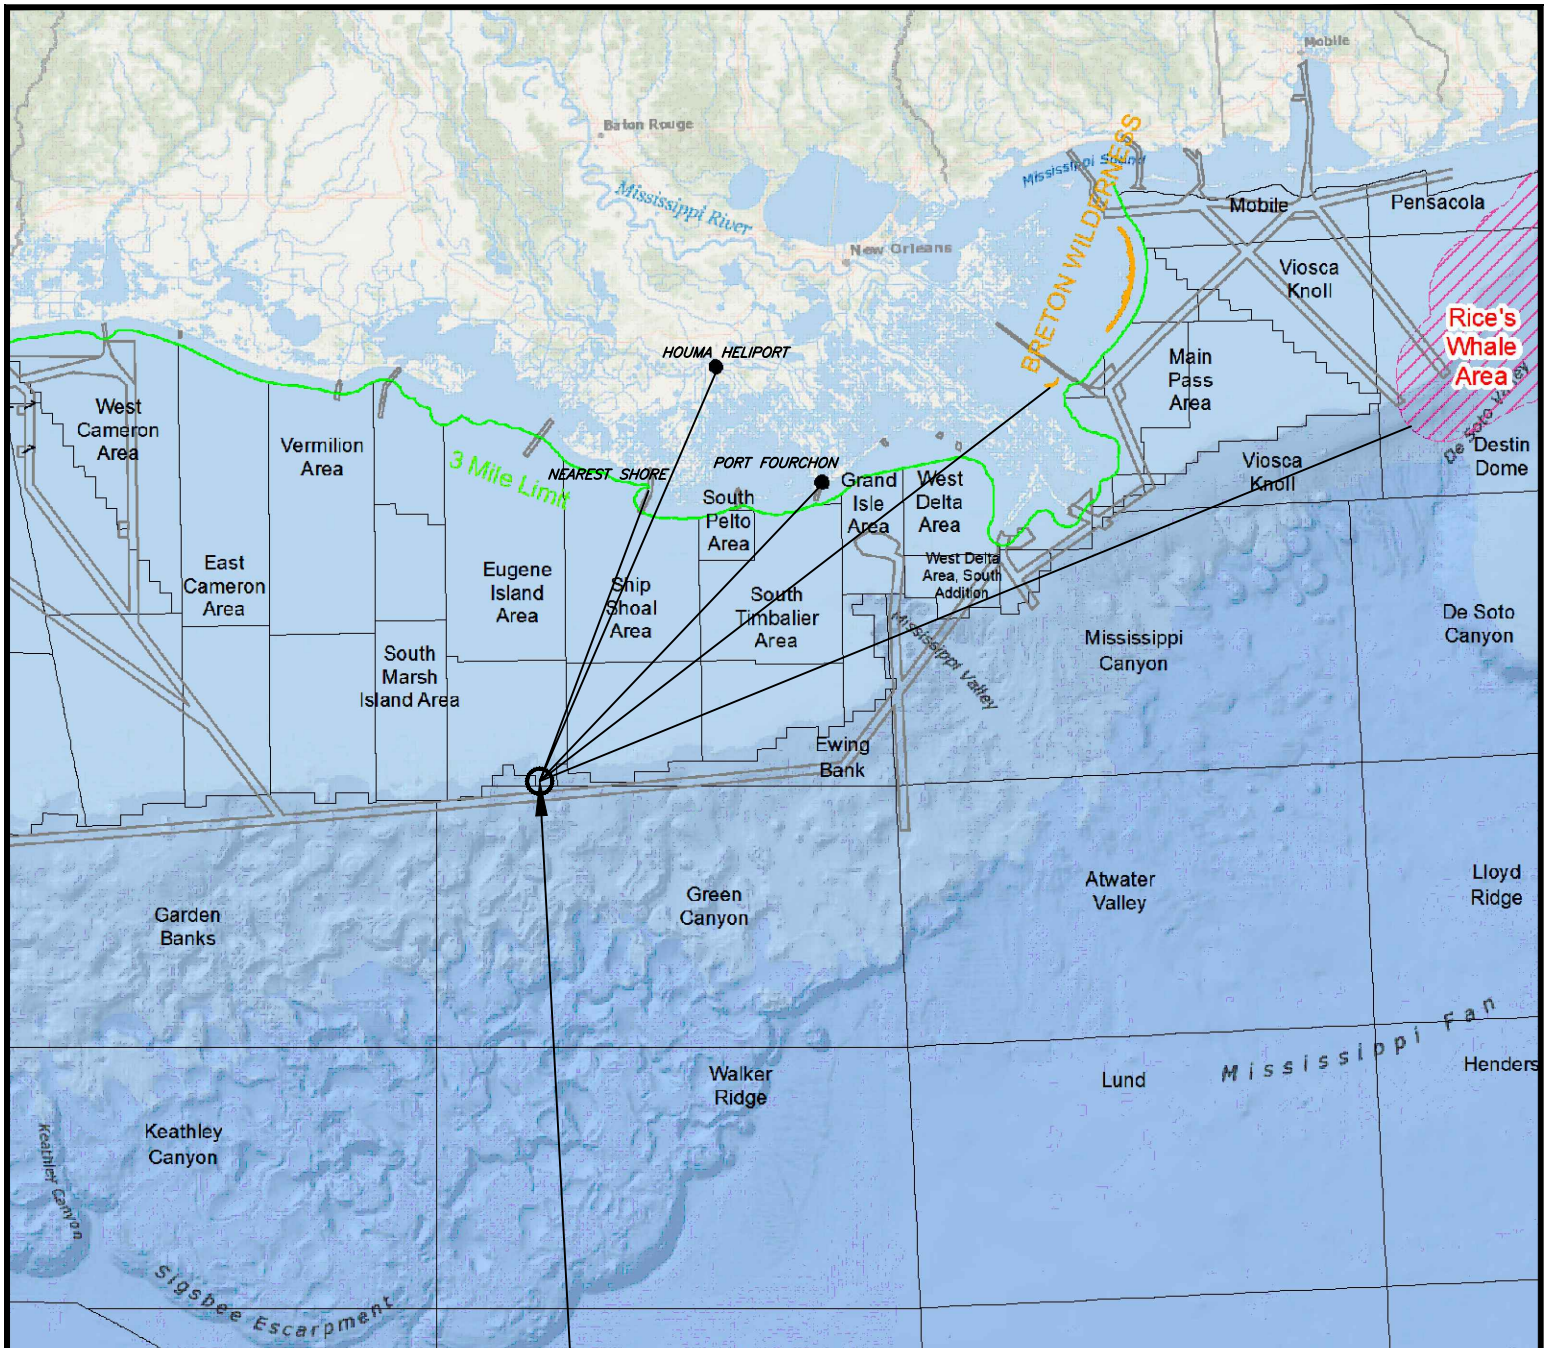 Mobile
Baton Rouge
Mississippi River
New Orleans
Mississippi Sound
BRETON WILDERNESS
Mobile
Pensacola
Viosca
Knoll
Rice's
Whale
Area
De Soto Valley
Destin
Dome
Main
Pass
Area
Viosca
Knoll
HOUMA HELIPORT
NEAREST SHORE
PORT FOURCHON
3 Mile Limit
West
Cameron
Area
Vermilion
Area
East
Cameron
Area
Eugene
Island
Area
South
Marsh
Island Area
Ship
Shoal
Area
South
Pelto
Area
South
Timbalier
Area
Grand
Isle
Area
West
Delta
Area
West Delta
Area, South
Addition
Mississippi Valley
Mississippi
Canyon
De Soto
Canyon
Ewing
Bank
Garden
Banks
Green
Canyon
Atwater
Valley
Lloyd
Ridge
Mississippi Fan
Walker
Ridge
Lund
Henders
Keathley
Canyon
Keathley Canyon
Sigsbee Escarpment